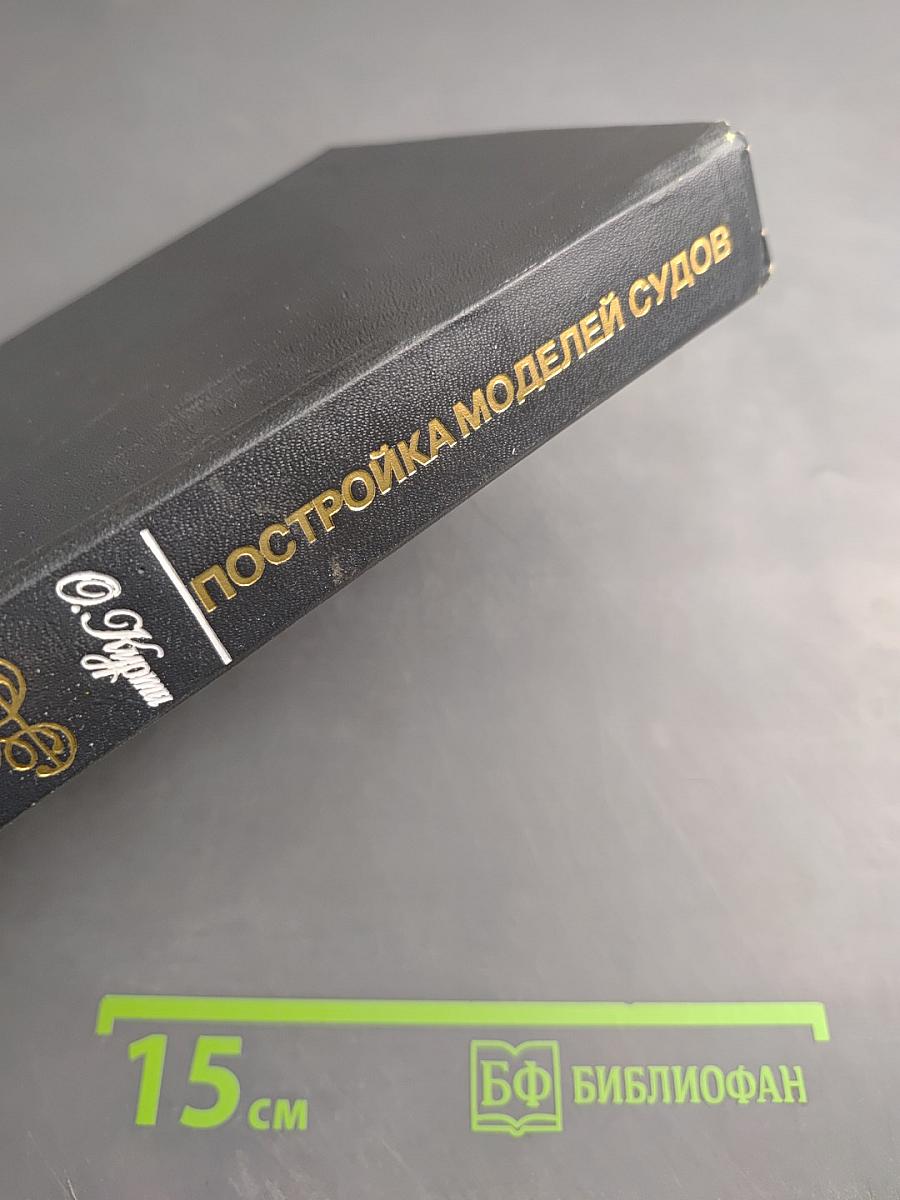 О. Курти
ПОСТРОЙКА МОДЕЛЕЙ СУДОВ
15 см
БФ БИБЛИОФАН